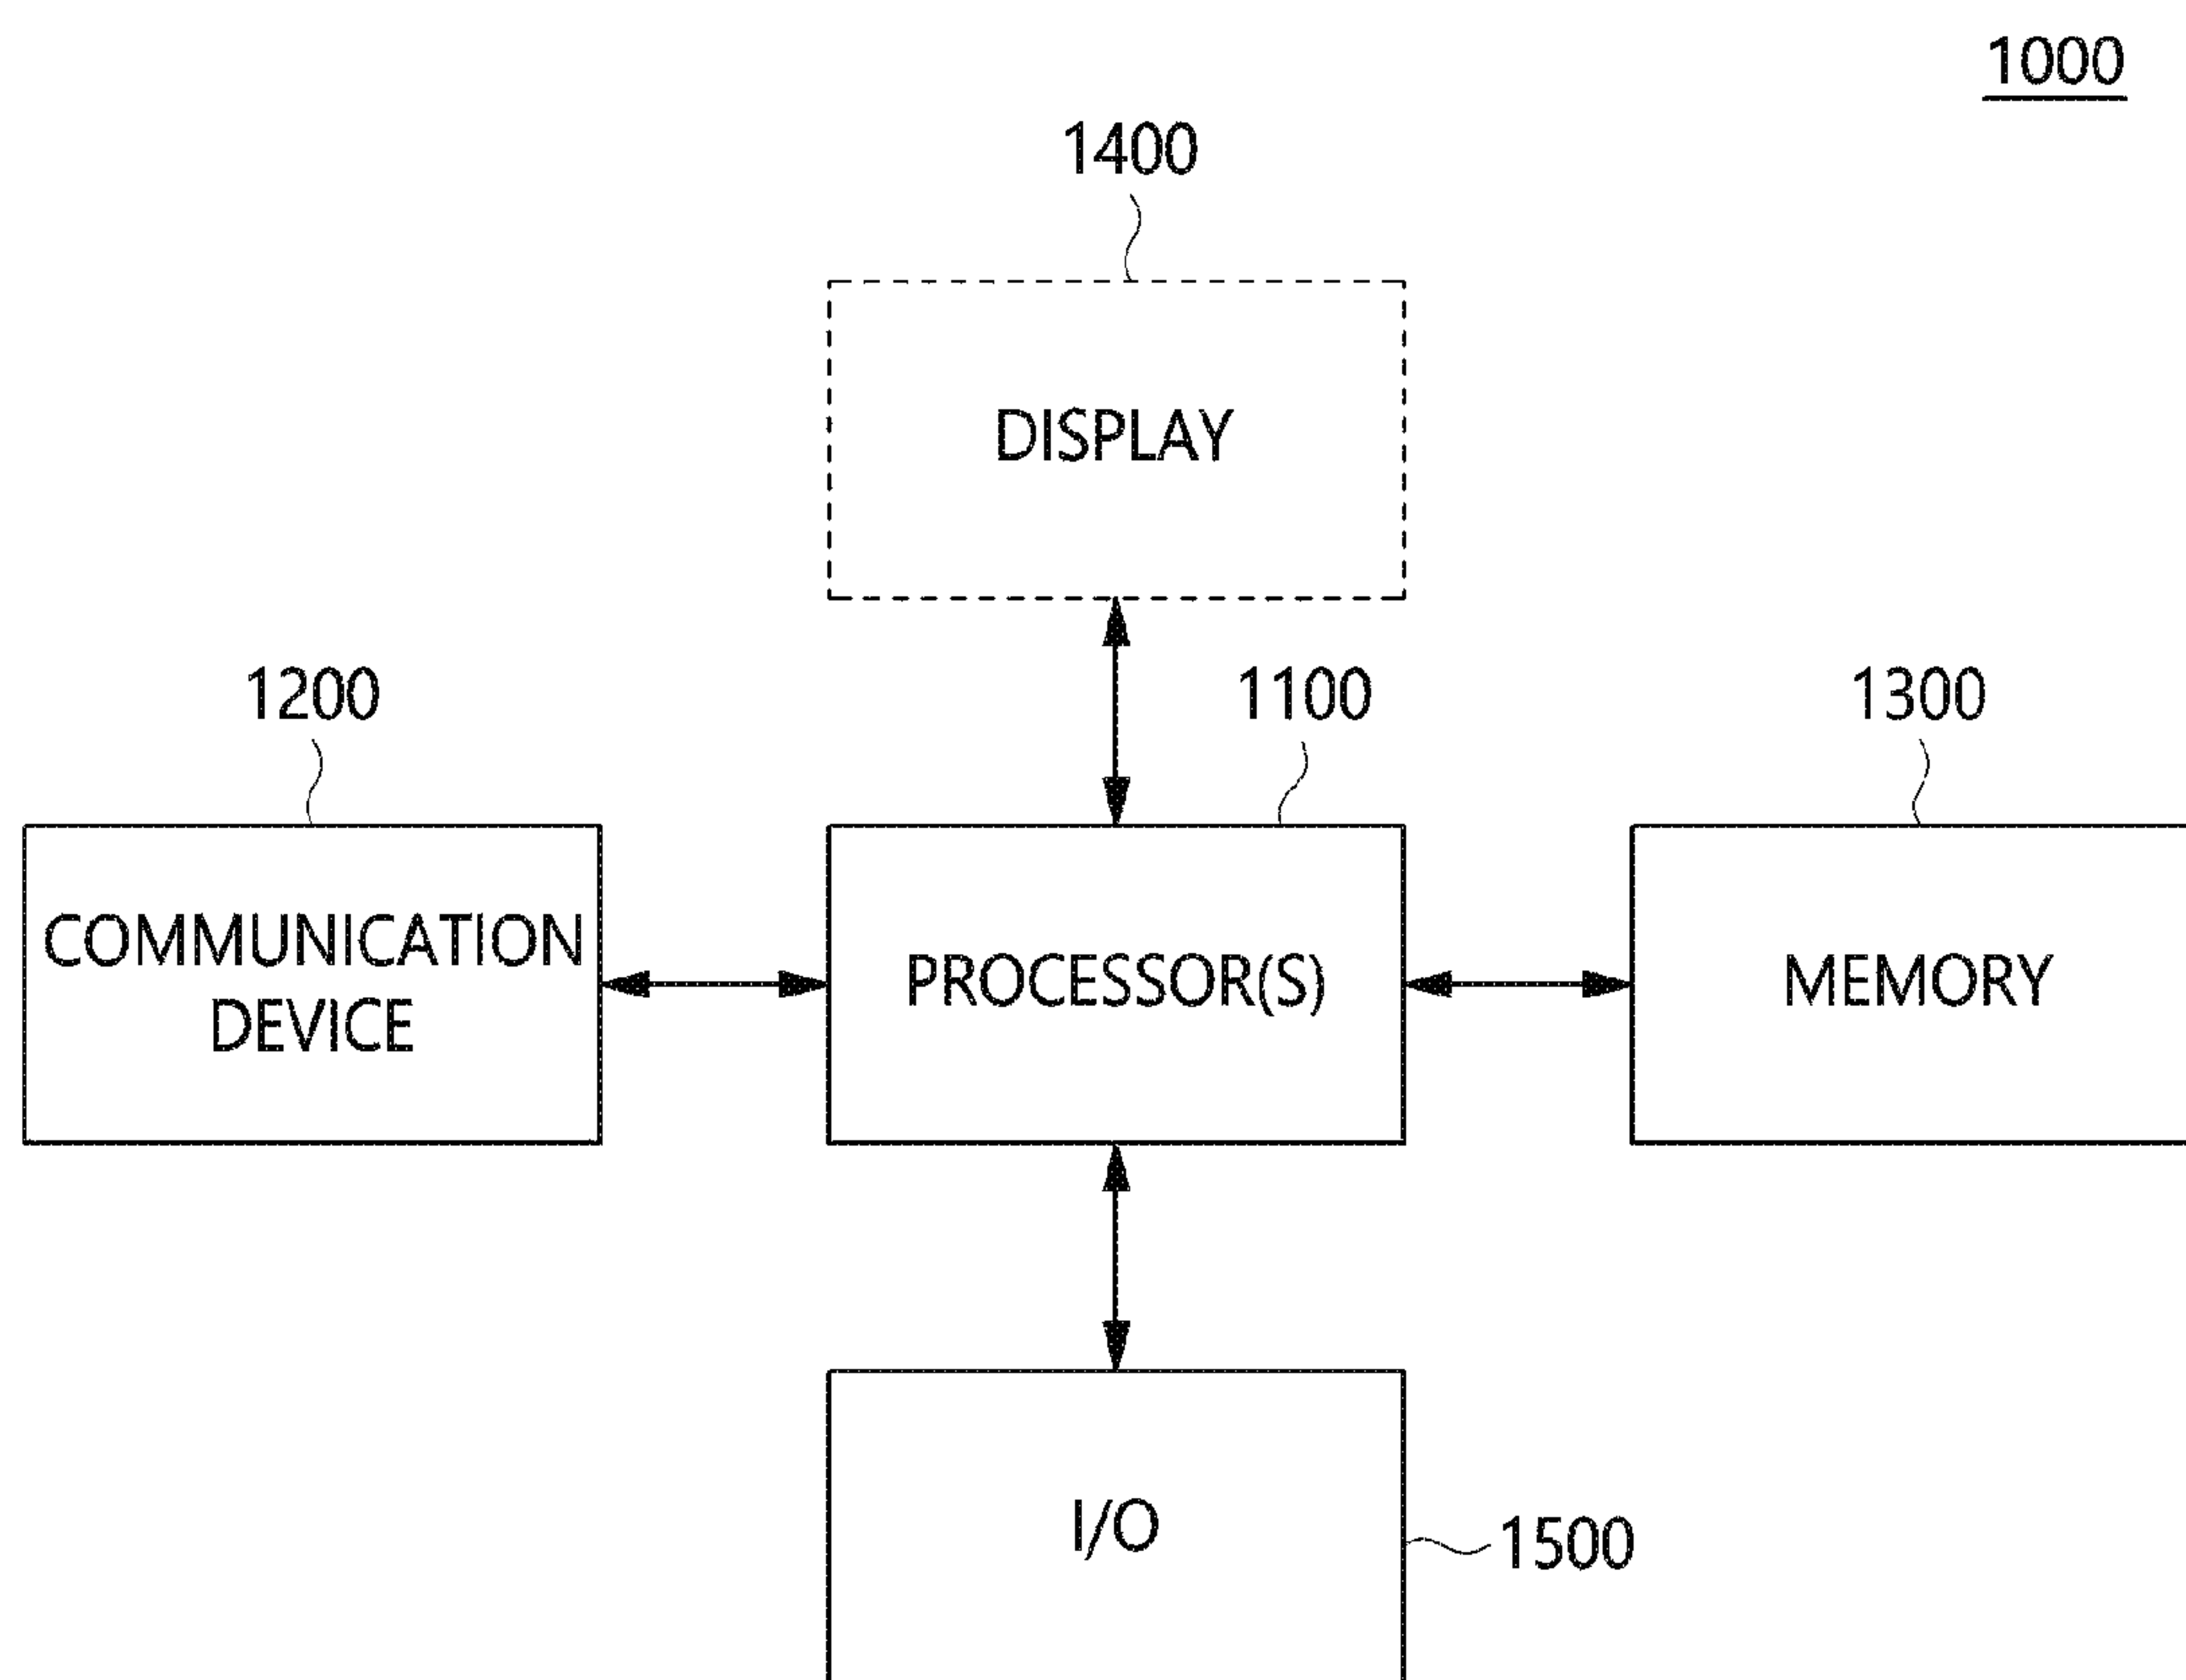 1000
1400
DISPLAY
1200
1100
1300
COMMUNICATION
DEVICE
PROCESSOR(S)
MEMORY
I/O
1500